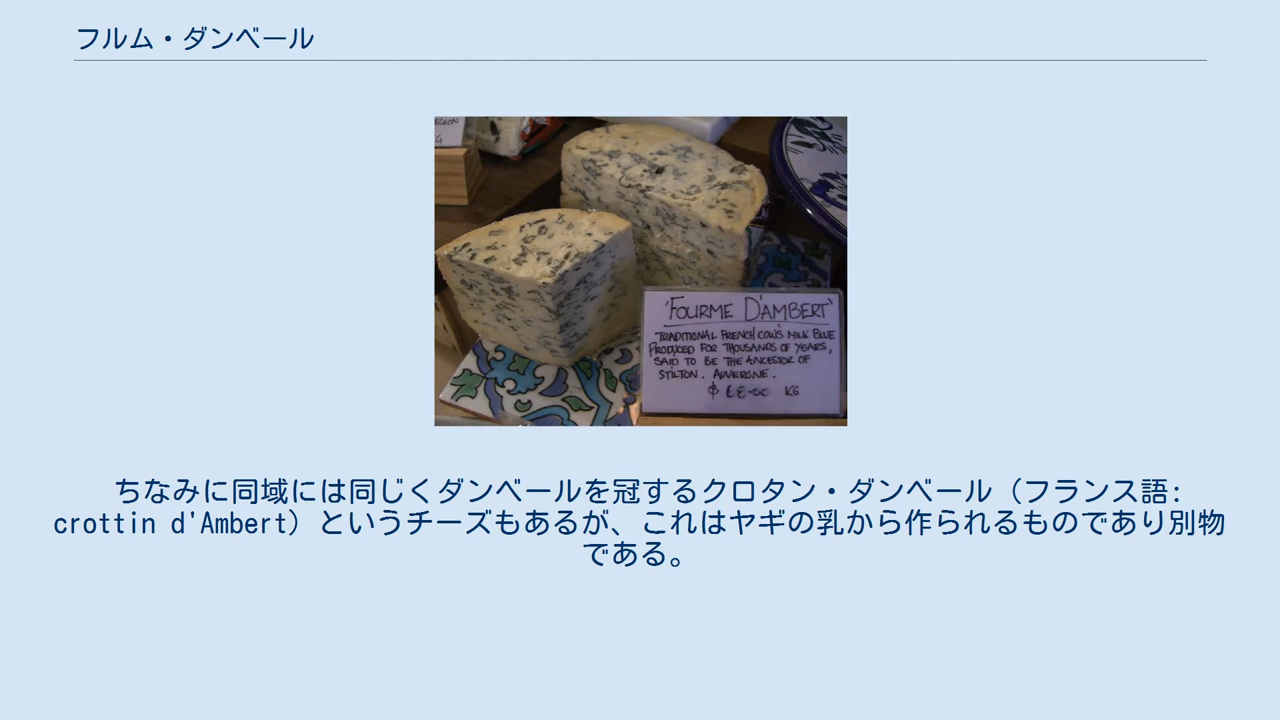 フルム・ダンベール
G
'FOURME D'AMBERT'
TRADITIONAL FRENCH COW'S MILK BLUE
PRODUCED FOR THOUSANDS OF YEARS,
SAID TO BE THE ANCESTOR OF
STILTON. AUVERGNE.
$ KG
ちなみに同域には同じくダンベールを冠するクロタン・ダンベール（フランス語:
crottin d'Ambert）というチーズもあるが、これはヤギの乳から作られるものであり別物
である。